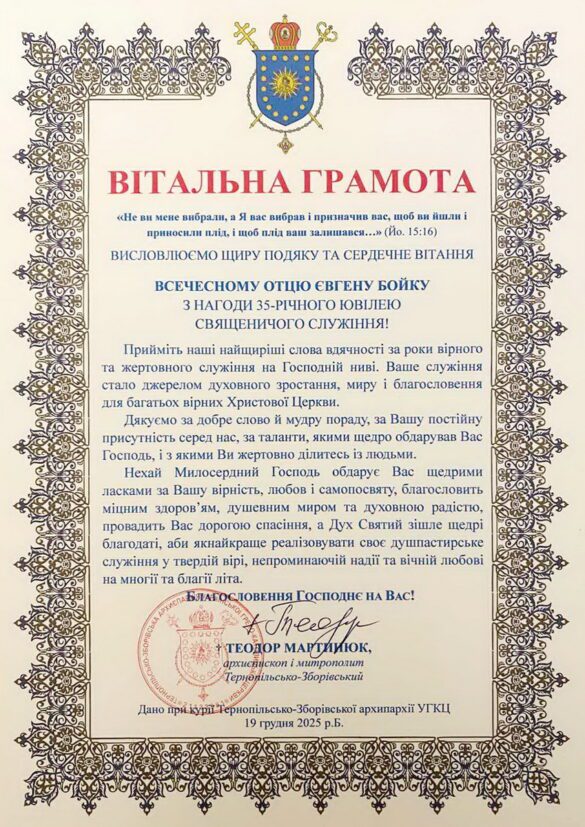 ВІТАЛЬНА ГРАМОТА
«Не ви мене вибрали, а Я вас вибрав і призначив вас, щоб ви йшли і
приносили плід, і щоб плід ваш залишався…» (Йо. 15:16)
ВИСЛОВЛЮЄМО ЩИРУ ПОДЯКУ ТА СЕРДЕЧНЕ ВІТАННЯ
ВСЕЧЕСНОМУ ОТЦЮ ЄВГЕНУ БОЙКУ
З НАГОДИ 35-РІЧНОГО ЮВІЛЕЮ
СВЯЩЕНИЧОГО СЛУЖІННЯ!
Прийміть наші найщиріші слова вдячності за роки вірного
та жертовного служіння на Господній ниві. Ваше служіння
стало джерелом духовного зростання, миру і благословення
для багатьох вірних Христової Церкви.
Дякуємо за добре слово й мудру пораду, за Вашу постійну
присутність серед нас, за таланти, якими щедро обдарував Вас
Господь, і з якими Ви жертовно ділитесь із людьми.
Нехай Милосердний Господь обдарує Вас щедрими
ласками за Вашу вірність, любов і самопосвяту, благословить
міцним здоров’ям, душевним миром та духовною радістю,
провадить Вас дорогою спасіння, а Дух Святий зішле щедрі
благодаті, аби якнайкраще реалізовувати своє душпастирське
служіння у твердій вірі, непроминаючій надії та вічній любові
на многії та благії літа.
БЛАГОСЛОВЕННЯ ГОСПОДНЄ НА ВАС!
† ТЕОДОР МАРТИНЮК,
архиєпископ і митрополит
Тернопільсько-Зборівський
Дано при курії Тернопільсько-Зборівської архиєпархії УГКЦ
19 грудня 2025 р.Б.